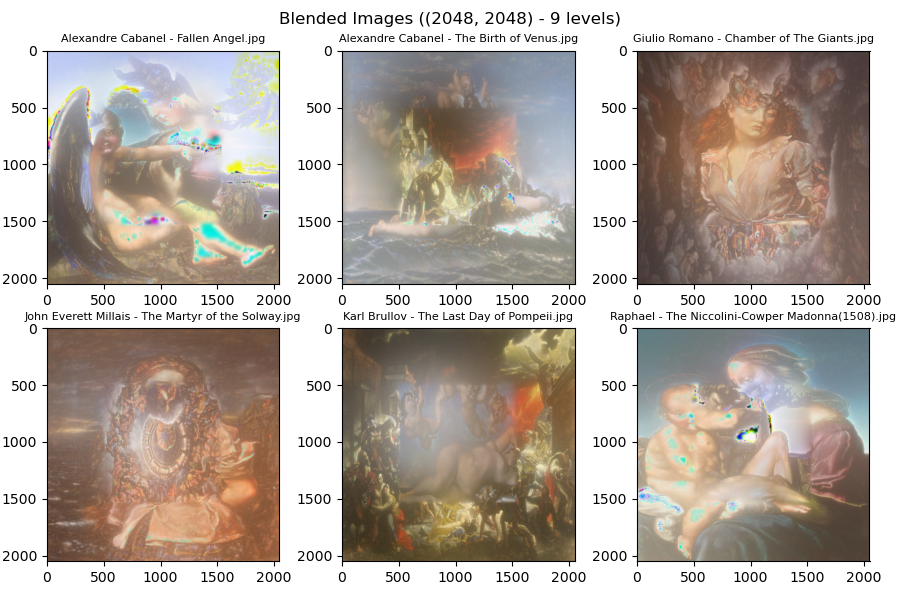 Blended Images ((2048, 2048) - 9 levels)
Alexandre Cabanel - Fallen Angel.jpg
Alexandre Cabanel - The Birth of Venus.jpg
Giulio Romano - Chamber of The Giants.jpg
0
500
1000
1500
2000
0 500 1000 1500 2000
0
500
1000
1500
2000
0 500 1000 1500 2000
0
500
1000
1500
2000
0 500 1000 1500 2000
John Everett Millais - The Martyr of the Solway.jpg
Karl Brullov - The Last Day of Pompeii.jpg
Raphael - The Niccolini-Cowper Madonna(1508).jpg
0
500
1000
1500
2000
0 500 1000 1500 2000
0
500
1000
1500
2000
0 500 1000 1500 2000
0
500
1000
1500
2000
0 500 1000 1500 2000